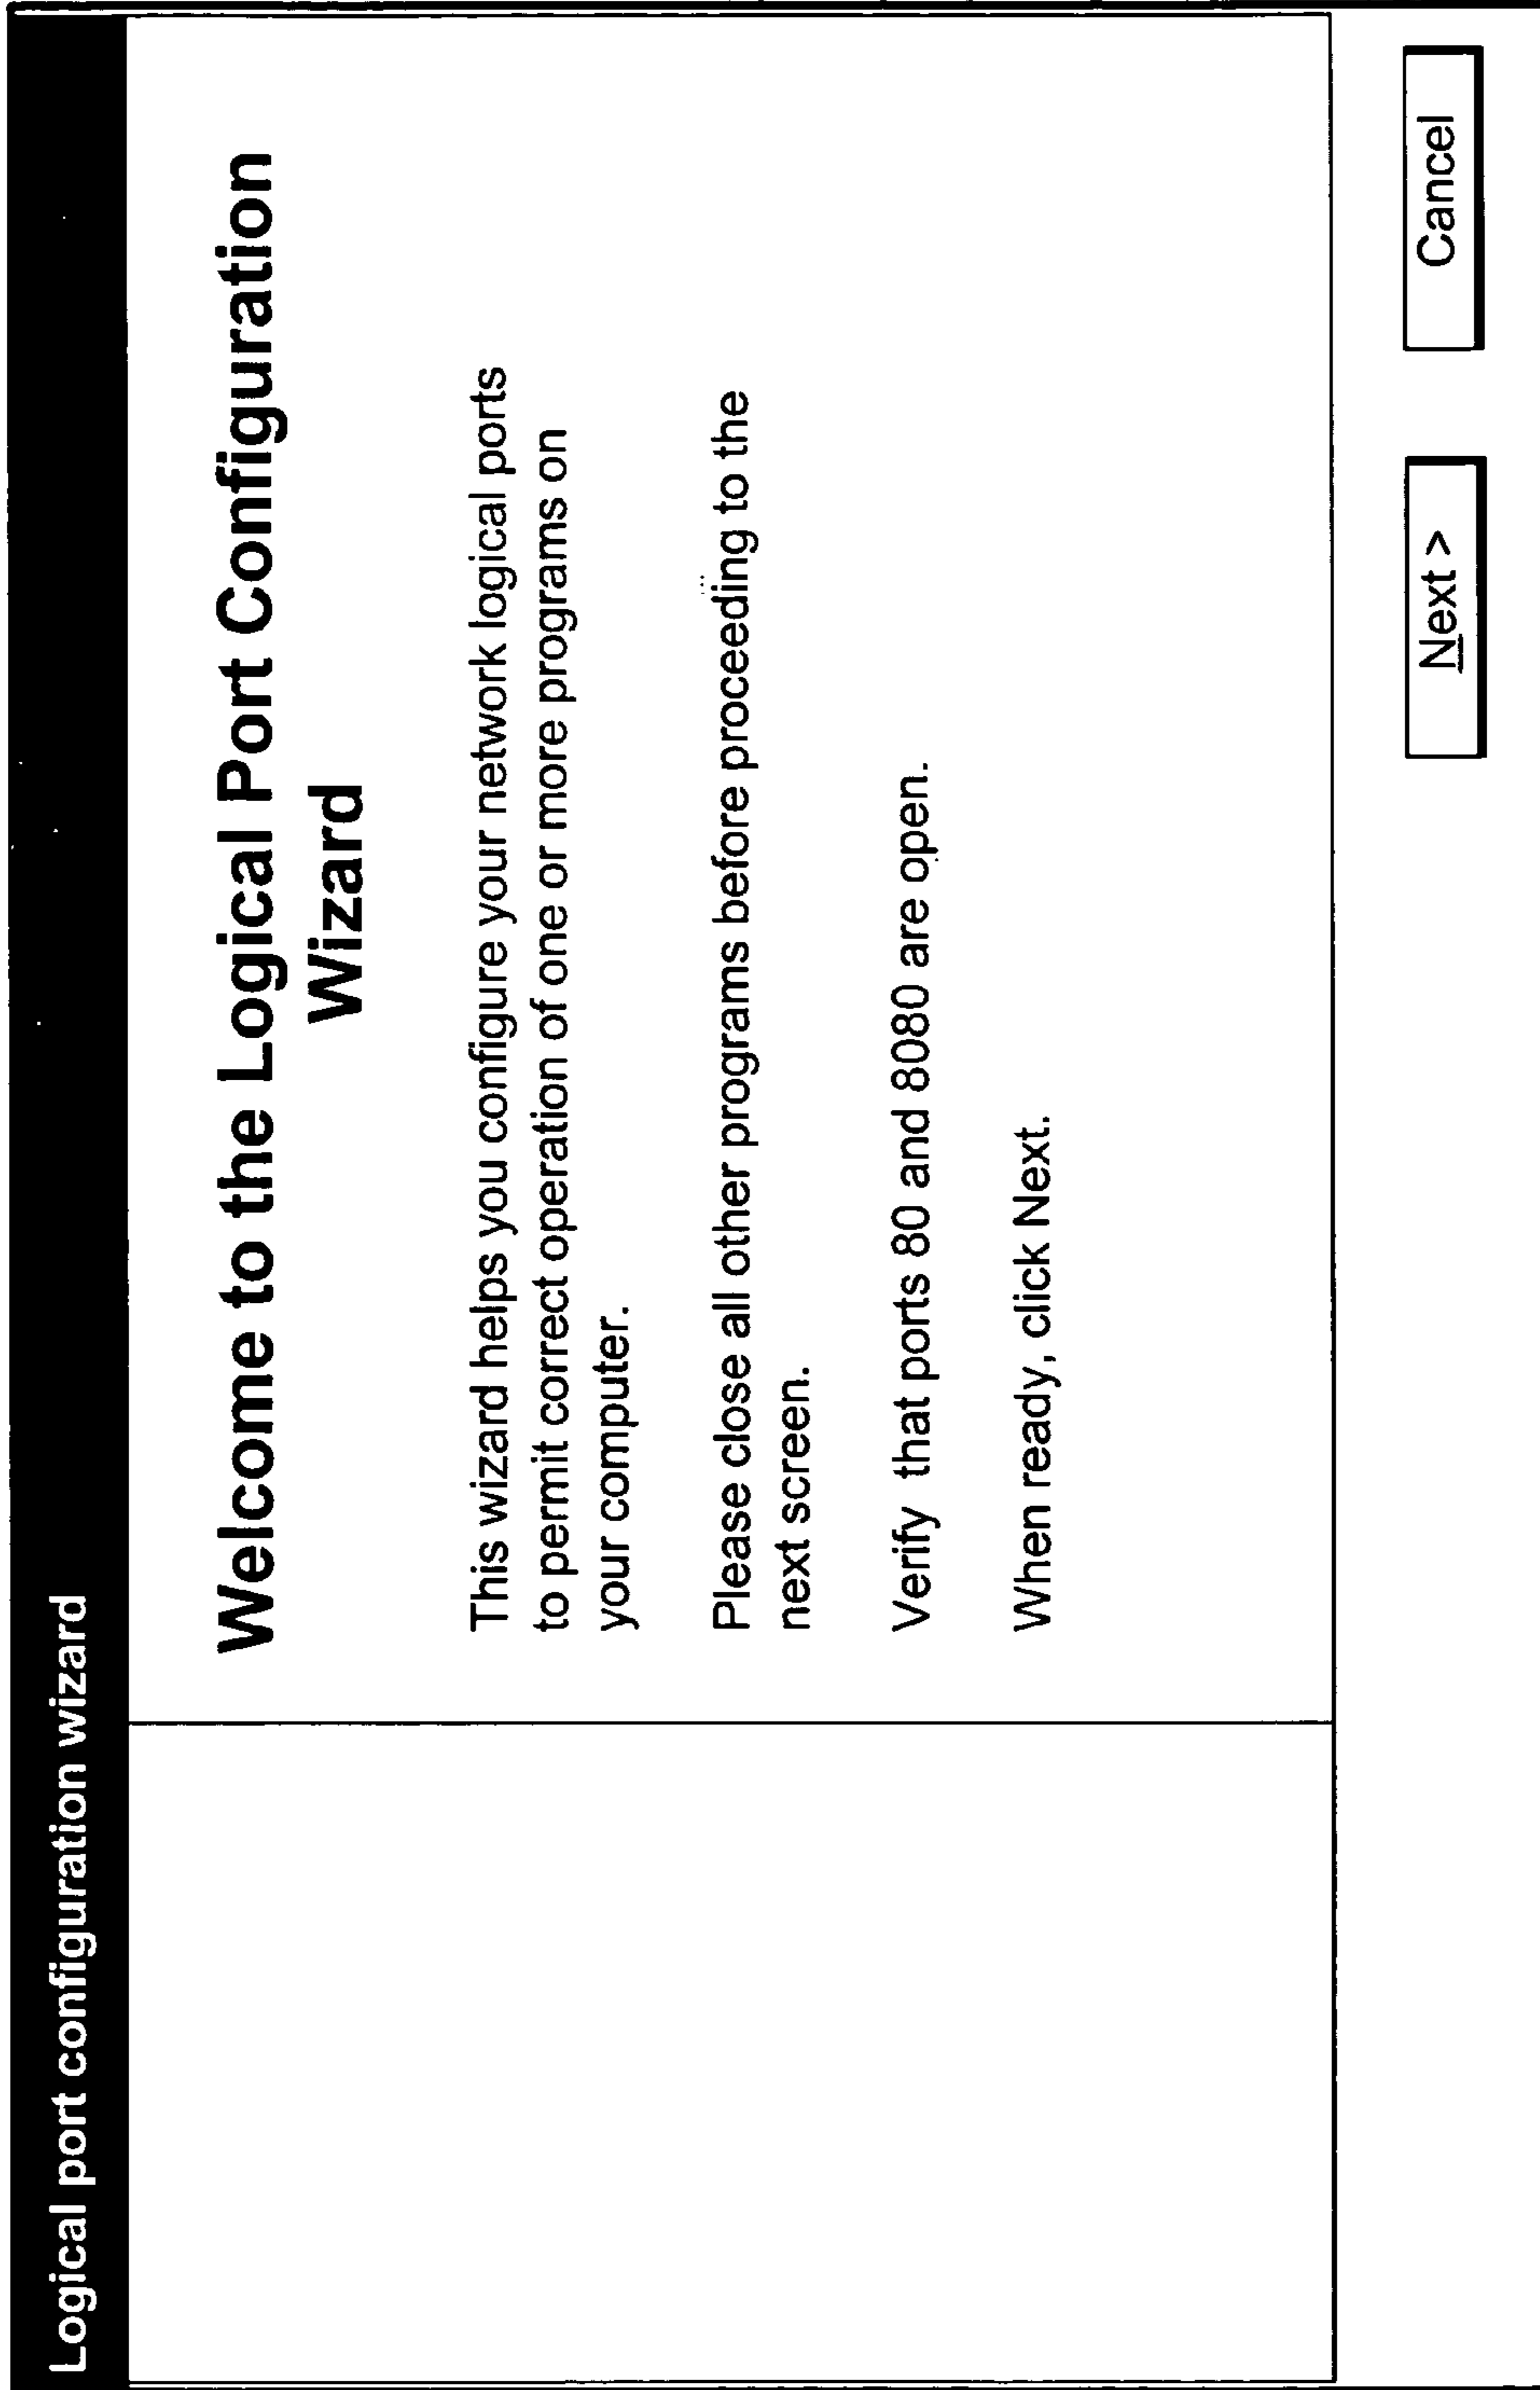 Logical port configuration wizard
Welcome to the Logical Port Configuration
Wizard
This wizard helps you configure your network logical ports
to permit correct operation of one or more programs on
your computer.
Please close all other programs before proceeding to the
next screen.
Verify that ports 80 and 8080 are open.
When ready, click Next.
Next >
Cancel